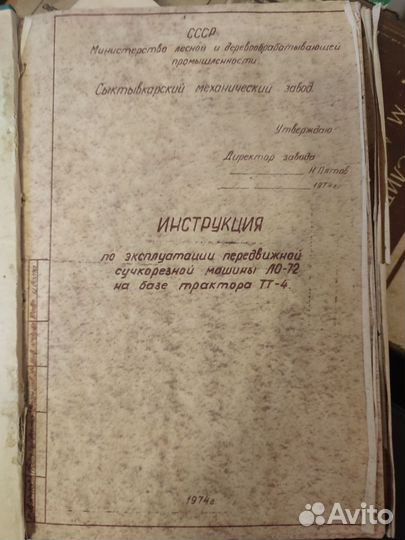 СССР
Министерство лесной и деревообрабатывающей
промышленности
Сыктывкарский механический завод.
Утверждаю:
Директор завода
1974г.
ИНСТРУКЦИЯ
по эксплуатации передвижной
сучкорезной машины ЛО-72
на базе трактора ТТ-4.
1974г.
Avito